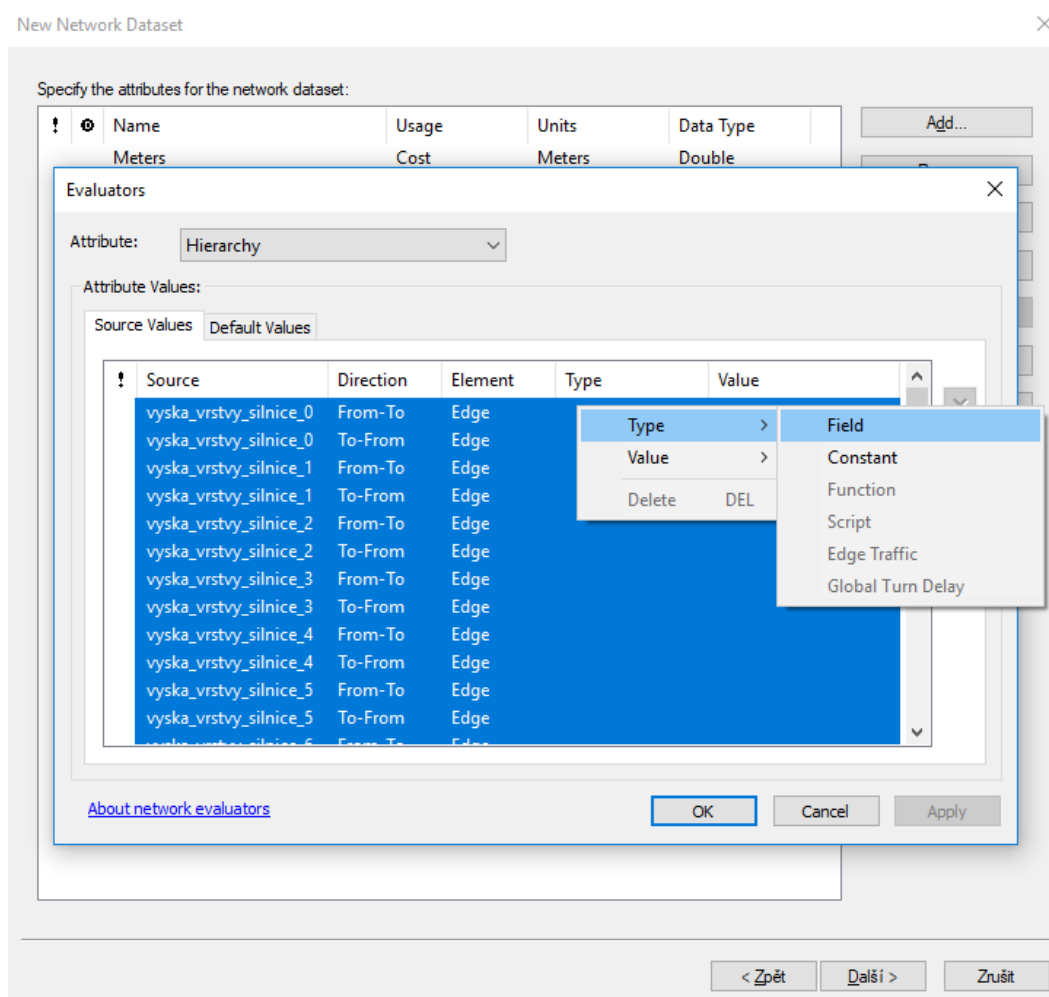 New Network Dataset
Specify the attributes for the network dataset:
! Name Usage Units Data Type
Meters Cost Meters Double
Add...
Evaluators
Attribute: Hierarchy
Attribute Values:
Source Values Default Values
! Source Direction Element Type Value
vyska_vrstvy_silnice_0 From-To Edge
vyska_vrstvy_silnice_0 To-From Edge
vyska_vrstvy_silnice_1 From-To Edge
vyska_vrstvy_silnice_1 To-From Edge
vyska_vrstvy_silnice_2 From-To Edge
vyska_vrstvy_silnice_2 To-From Edge
vyska_vrstvy_silnice_3 From-To Edge
vyska_vrstvy_silnice_3 To-From Edge
vyska_vrstvy_silnice_4 From-To Edge
vyska_vrstvy_silnice_4 To-From Edge
vyska_vrstvy_silnice_5 From-To Edge
vyska_vrstvy_silnice_5 To-From Edge
Type
Value
Delete DEL
Field
Constant
Function
Script
Edge Traffic
Global Turn Delay
About network evaluators
OK Cancel Apply
< Zpět Další > Zrušit